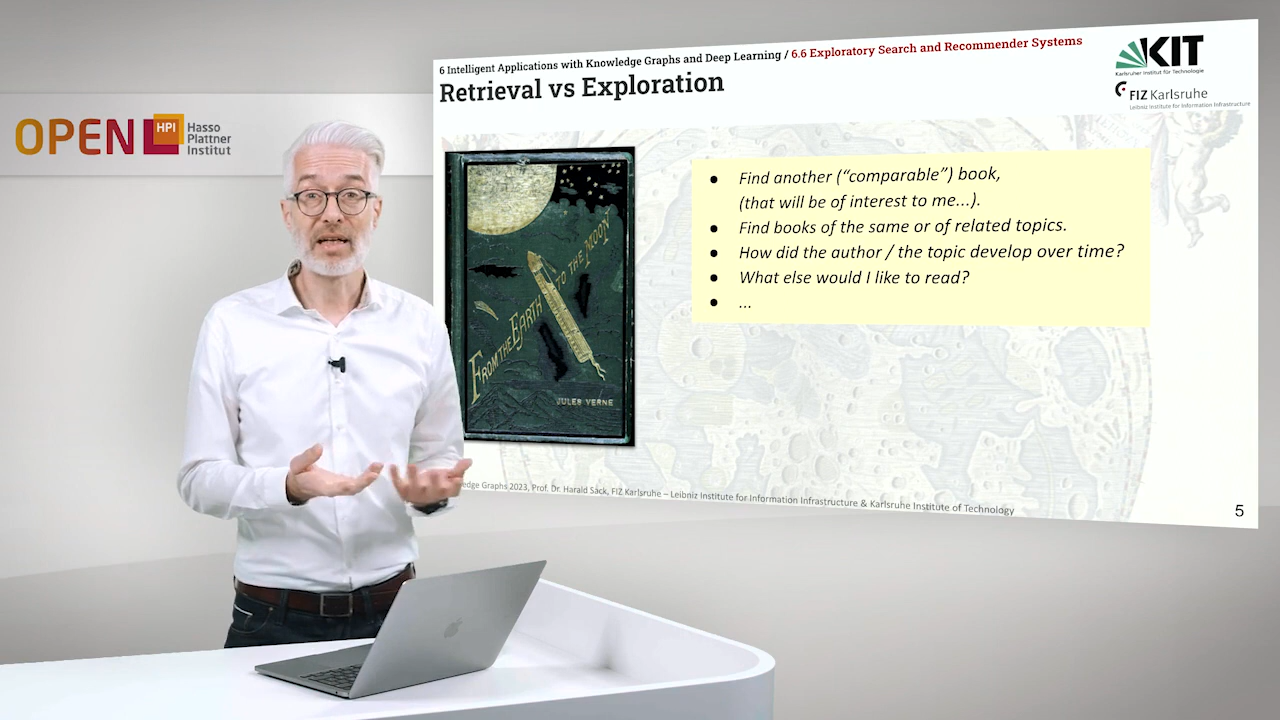 OPEN HPI Hasso
Plattner
Institut
6 Intelligent Applications with Knowledge Graphs and Deep Learning / 6.6 Exploratory Search and Recommender Systems
Retrieval vs Exploration
KIT
Karlsruher Institut für Technologie
FIZ Karlsruhe
Leibniz Institute for Information Infrastructure
FROM THE EARTH TO THE MOON
JULES VERNE
● Find another (“comparable”) book,
(that will be of interest to me...).
● Find books of the same or of related topics.
● How did the author / the topic develop over time?
● What else would I like to read?
● ...
edge Graphs 2023, Prof. Dr. Harald Sack, FIZ Karlsruhe – Leibniz Institute for Information Infrastructure & Karlsruhe Institute of Technology
5